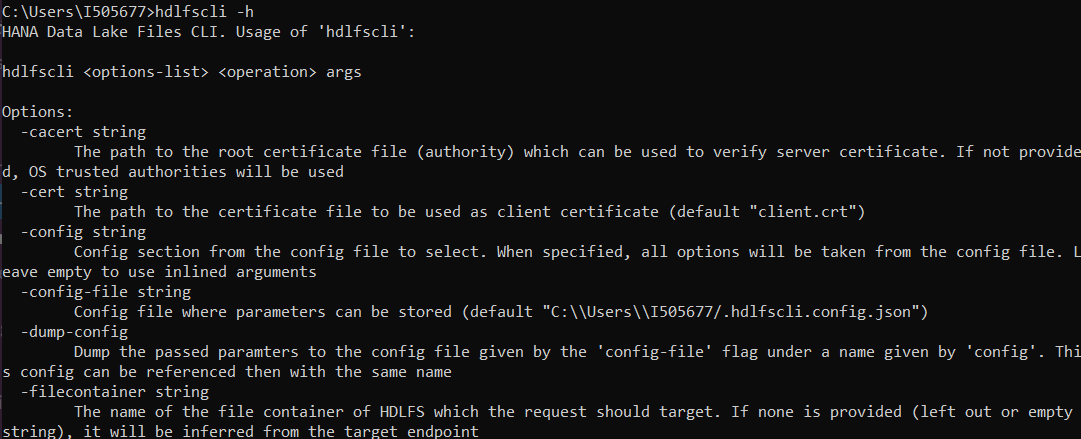 C:\Users\I505677>hdlfscli -h
HANA Data Lake Files CLI. Usage of 'hdlfscli':
hdlfscli <options-list> <operation> args
Options:
-cacert string
The path to the root certificate file (authority) which can be used to verify server certificate. If not provide
d, OS trusted authorities will be used
-cert string
The path to the certificate file to be used as client certificate (default "client.crt")
-config string
Config section from the config file to select. When specified, all options will be taken from the config file. L
eave empty to use inlined arguments
-config-file string
Config file where parameters can be stored (default "C:\\Users\\I505677/.hdlfscli.config.json")
-dump-config
Dump the passed paramters to the config file given by the 'config-file' flag under a name given by 'config'. Thi
s config can be referenced then with the same name
-filecontainer string
The name of the file container of HDLFS which the request should target. If none is provided (left out or empty
string), it will be inferred from the target endpoint